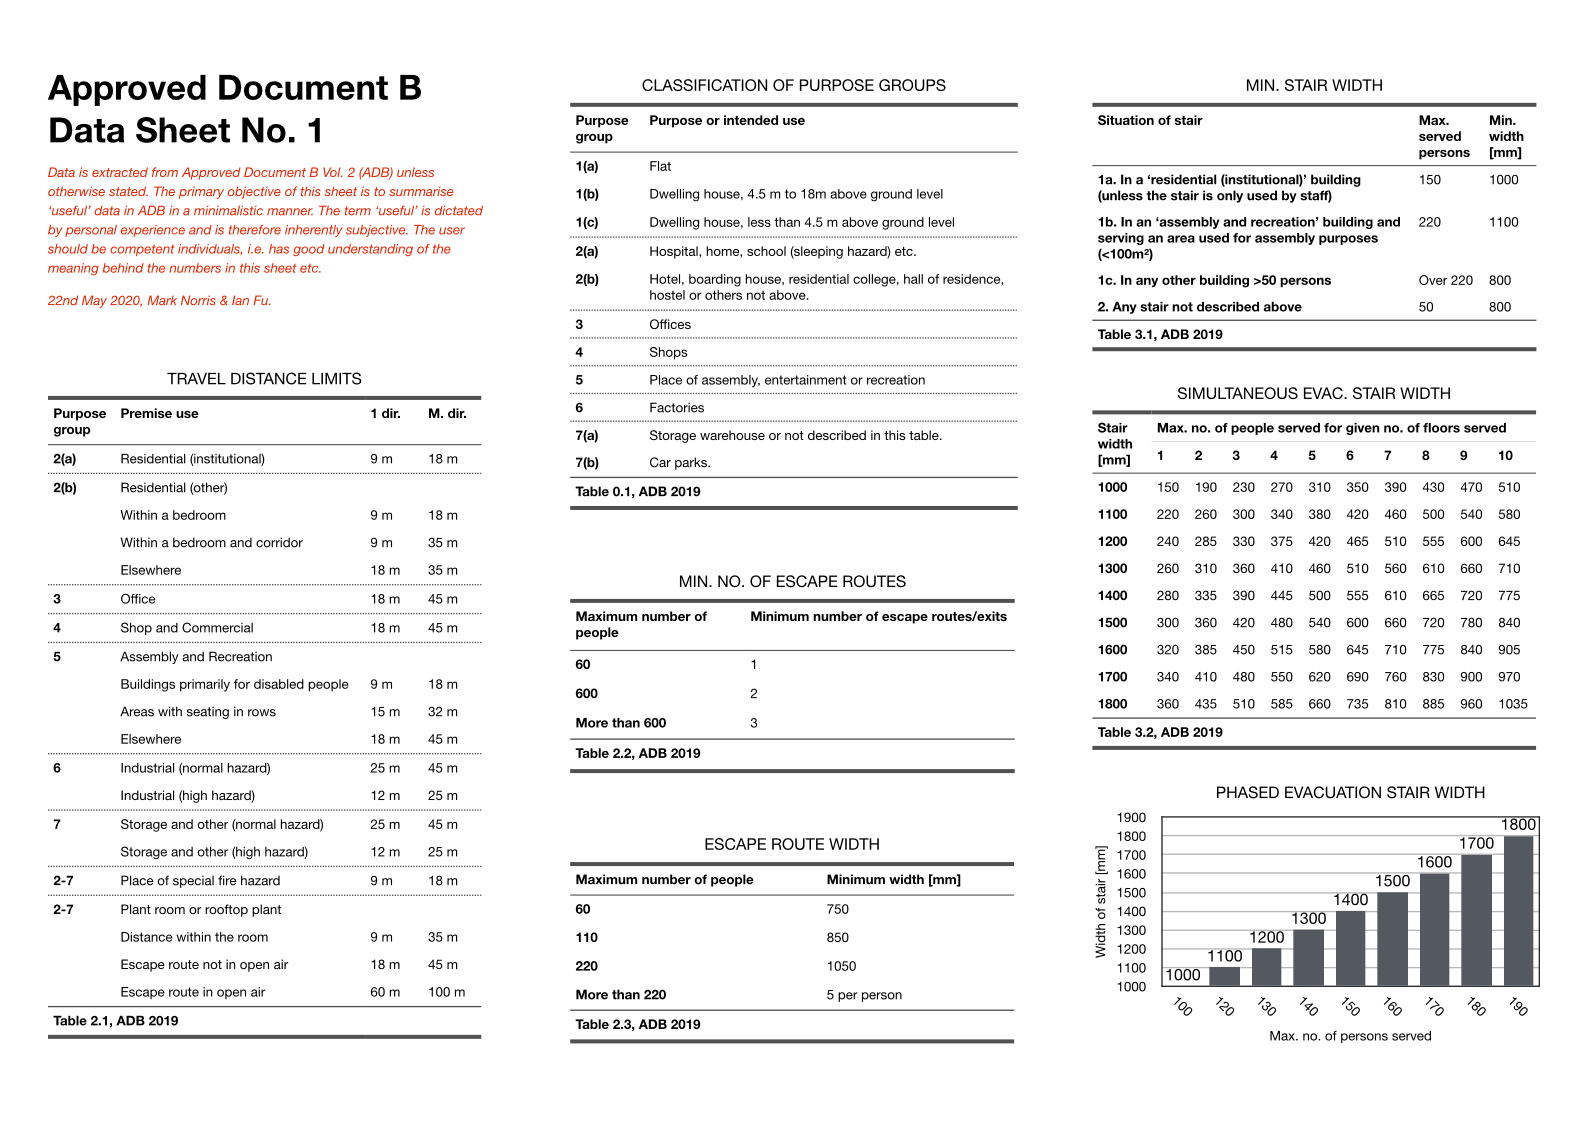 Approved Document B
Data Sheet No. 1
Data is extracted from Approved Document B Vol. 2 (ADB) unless
otherwise stated. The primary objective of this sheet is to summarise
‘useful’ data in ADB in a minimalistic manner. The term ‘useful’ is dictated
by personal experience and is therefore inherently subjective. The user
should be competent individuals, i.e. has good understanding of the
meaning behind the numbers in this sheet etc.
22nd May 2020, Mark Norris & Ian Fu.
TRAVEL DISTANCE LIMITS
Purpose group Premise use 1 dir. M. dir.
2(a) Residential (institutional) 9 m 18 m
2(b) Residential (other)
Within a bedroom 9 m 18 m
Within a bedroom and corridor 9 m 35 m
Elsewhere 18 m 35 m
3 Office 18 m 45 m
4 Shop and Commercial 18 m 45 m
5 Assembly and Recreation
Buildings primarily for disabled people 9 m 18 m
Areas with seating in rows 15 m 32 m
Elsewhere 18 m 45 m
6 Industrial (normal hazard) 25 m 45 m
Industrial (high hazard) 12 m 25 m
7 Storage and other (normal hazard) 25 m 45 m
Storage and other (high hazard) 12 m 25 m
2-7 Place of special fire hazard 9 m 18 m
2-7 Plant room or rooftop plant
Distance within the room 9 m 35 m
Escape route not in open air 18 m 45 m
Escape route in open air 60 m 100 m
Table 2.1, ADB 2019
CLASSIFICATION OF PURPOSE GROUPS
Purpose group Purpose or intended use
1(a) Flat
1(b) Dwelling house, 4.5 m to 18m above ground level
1(c) Dwelling house, less than 4.5 m above ground level
2(a) Hospital, home, school (sleeping hazard) etc.
2(b) Hotel, boarding house, residential college, hall of residence,
hostel or others not above.
3 Offices
4 Shops
5 Place of assembly, entertainment or recreation
6 Factories
7(a) Storage warehouse or not described in this table.
7(b) Car parks.
Table 0.1, ADB 2019
MIN. NO. OF ESCAPE ROUTES
Maximum number of people Minimum number of escape routes/exits
60 1
600 2
More than 600 3
Table 2.2, ADB 2019
ESCAPE ROUTE WIDTH
Maximum number of people Minimum width [mm]
60 750
110 850
220 1050
More than 220 5 per person
Table 2.3, ADB 2019
MIN. STAIR WIDTH
Situation of stair Max. served persons Min. width [mm]
1a. In a ‘residential (institutional)’ building 150 1000
(unless the stair is only used by staff)
1b. In an ‘assembly and recreation’ building and 220 1100
serving an area used for assembly purposes
(<100m²)
1c. In any other building >50 persons Over 220 800
2. Any stair not described above 50 800
Table 3.1, ADB 2019
SIMULTANEOUS EVAC. STAIR WIDTH
Stair width [mm] Max. no. of people served for given no. of floors served
1 2 3 4 5 6 7 8 9 10
1000 150 190 230 270 310 350 390 430 470 510
1100 220 260 300 340 380 420 460 500 540 580
1200 240 285 330 375 420 465 510 555 600 645
1300 260 310 360 410 460 510 560 610 660 710
1400 280 335 390 445 500 555 610 665 720 775
1500 300 360 420 480 540 600 660 720 780 840
1600 320 385 450 515 580 645 710 775 840 905
1700 340 410 480 550 620 690 760 830 900 970
1800 360 435 510 585 660 735 810 885 960 1035
Table 3.2, ADB 2019
PHASED EVACUATION STAIR WIDTH
Width of stair [mm]
1900
1800
1700
1600
1500
1400
1300
1200
1100
1000
1000 1100 1200 1300 1400 1500 1600 1700 1800
100 120 130 140 150 160 170 180 190
Max. no. of persons served